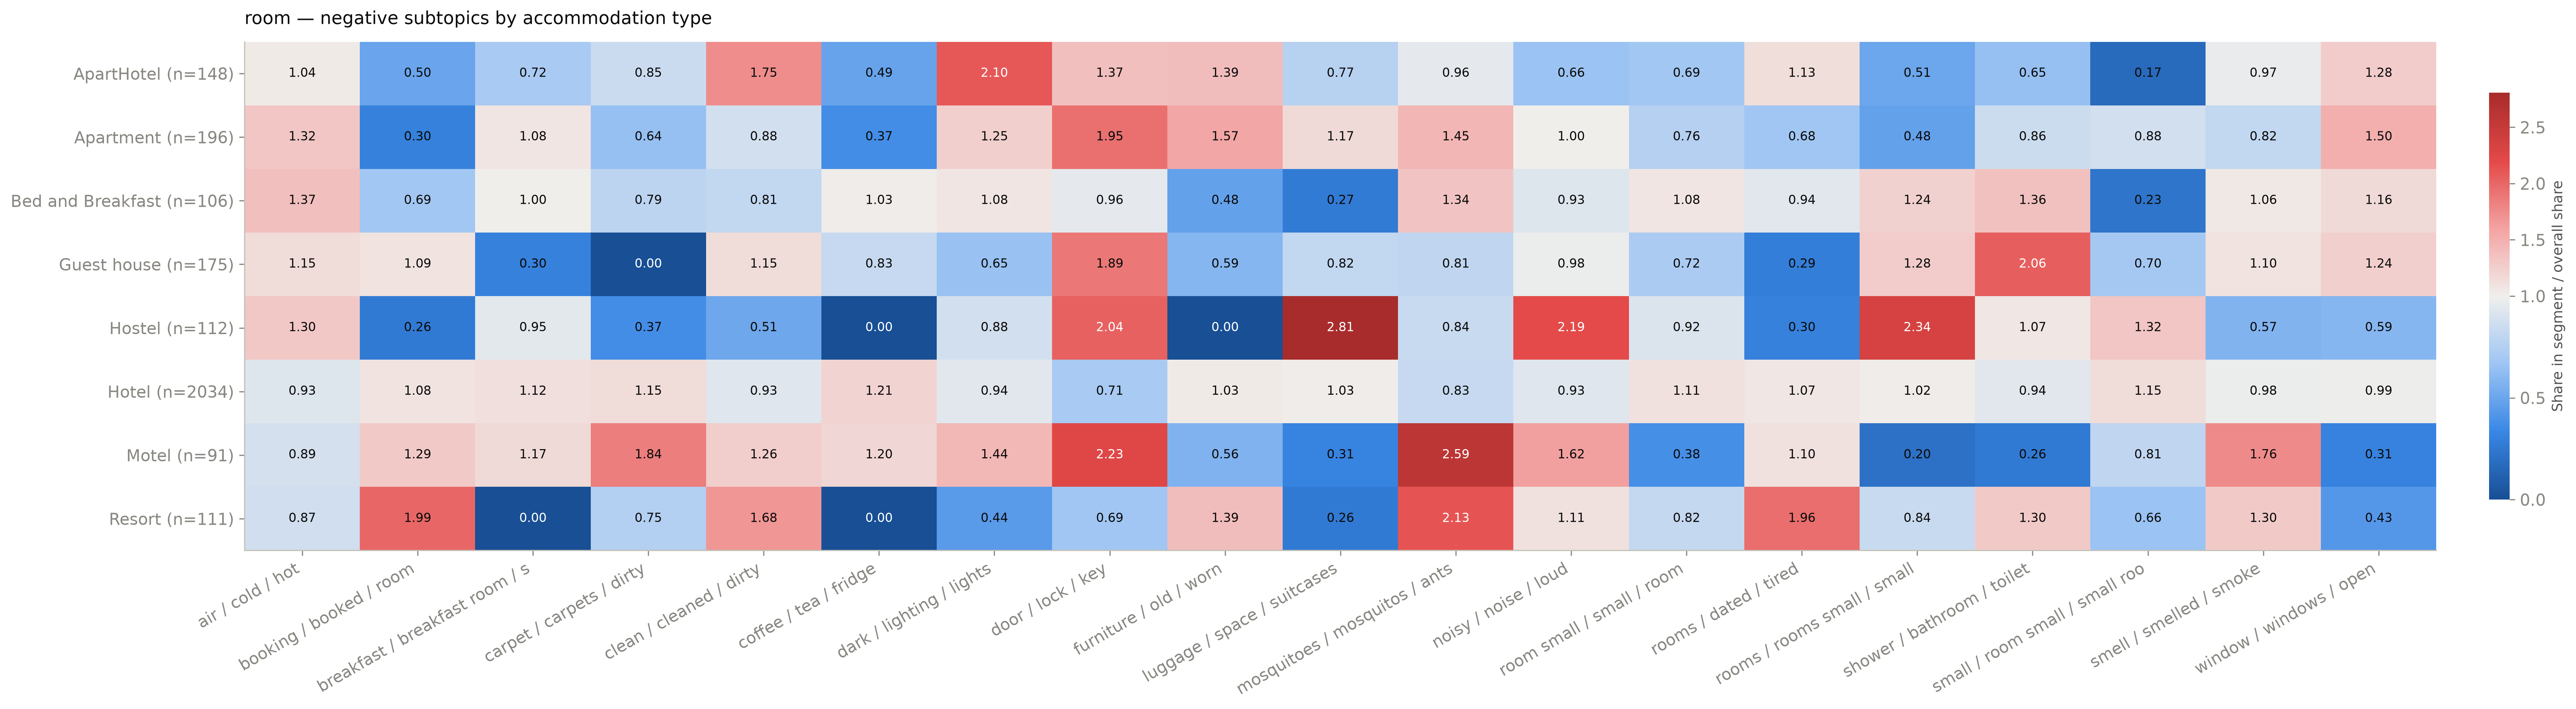 room — negative subtopics by accommodation type
ApartHotel (n=148) 1.04 0.50 0.72 0.85 1.75 0.49 2.10 1.37 1.39 0.77 0.96 0.66 0.69 1.13 0.51 0.65 0.17 0.97 1.28
Apartment (n=196) 1.32 0.30 1.08 0.64 0.88 0.37 1.25 1.95 1.57 1.17 1.45 1.00 0.76 0.68 0.48 0.86 0.88 0.82 1.50
Bed and Breakfast (n=106) 1.37 0.69 1.00 0.79 0.81 1.03 1.08 0.96 0.48 0.27 1.34 0.93 1.08 0.94 1.24 1.36 0.23 1.06 1.16
Guest house (n=175) 1.15 1.09 0.30 0.00 1.15 0.83 0.65 1.89 0.59 0.82 0.81 0.98 0.72 0.29 1.28 2.06 0.70 1.10 1.24
Hostel (n=112) 1.30 0.26 0.95 0.37 0.51 0.00 0.88 2.04 0.00 2.81 0.84 2.19 0.92 0.30 2.34 1.07 1.32 0.57 0.59
Hotel (n=2034) 0.93 1.08 1.12 1.15 0.93 1.21 0.94 0.71 1.03 1.03 0.83 0.93 1.11 1.07 1.02 0.94 1.15 0.98 0.99
Motel (n=91) 0.89 1.29 1.17 1.84 1.26 1.20 1.44 2.23 0.56 0.31 2.59 1.62 0.38 1.10 0.20 0.26 0.81 1.76 0.31
Resort (n=111) 0.87 1.99 0.00 0.75 1.68 0.00 0.44 0.69 1.39 0.26 2.13 1.11 0.82 1.96 0.84 1.30 0.66 1.30 0.43
air / cold / hot
booking / booked / room
breakfast / breakfast room / s
carpet / carpets / dirty
clean / cleaned / dirty
coffee / tea / fridge
dark / lighting / lights
door / lock / key
furniture / old / worn
luggage / space / suitcases
mosquitoes / mosquitos / ants
noisy / noise / loud
room small / small / room
rooms / dated / tired
rooms / rooms small / small
shower / bathroom / toilet
small / room small / small roo
smell / smelled / smoke
window / windows / open
2.5
2.0
1.5
1.0
0.5
0.0
Share in segment / overall share